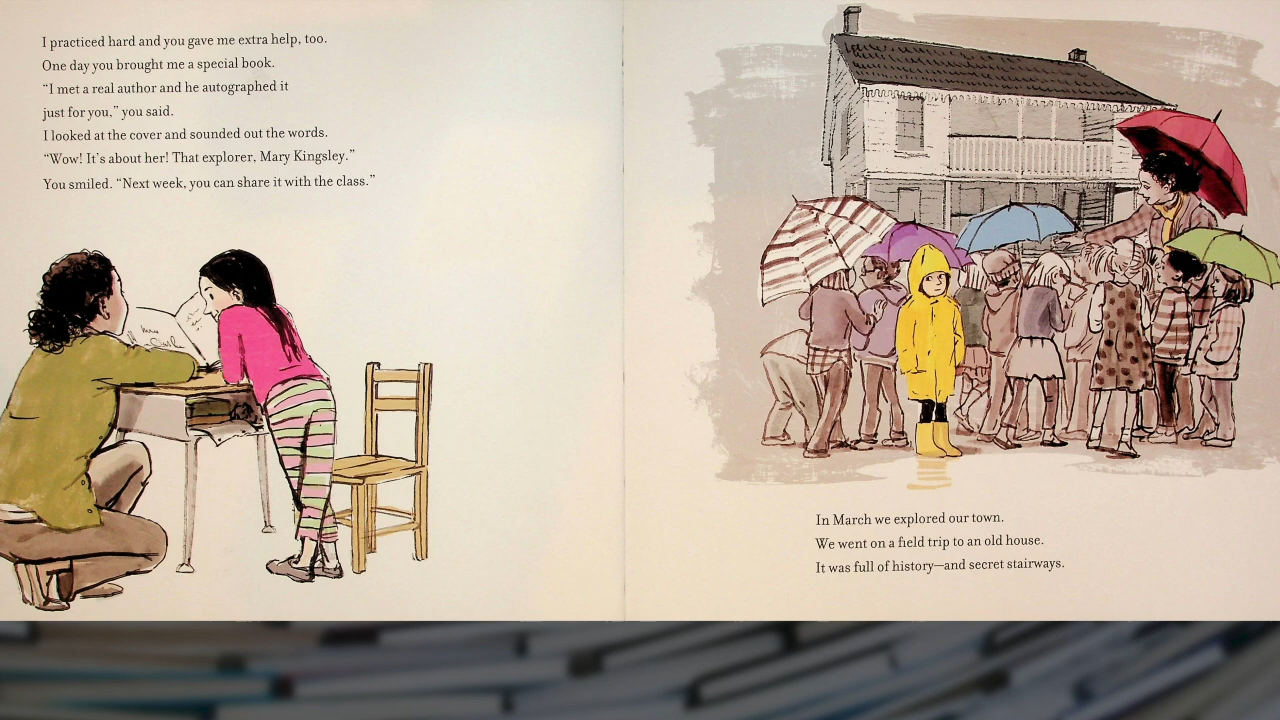 I practiced hard and you gave me extra help, too.
One day you brought me a special book.
“I met a real author and he autographed it
just for you,” you said.
I looked at the cover and sounded out the words.
“Wow! It’s about her! That explorer, Mary Kingsley.”
You smiled. “Next week, you can share it with the class.”
In March we explored our town.
We went on a field trip to an old house.
It was full of history—and secret stairways.